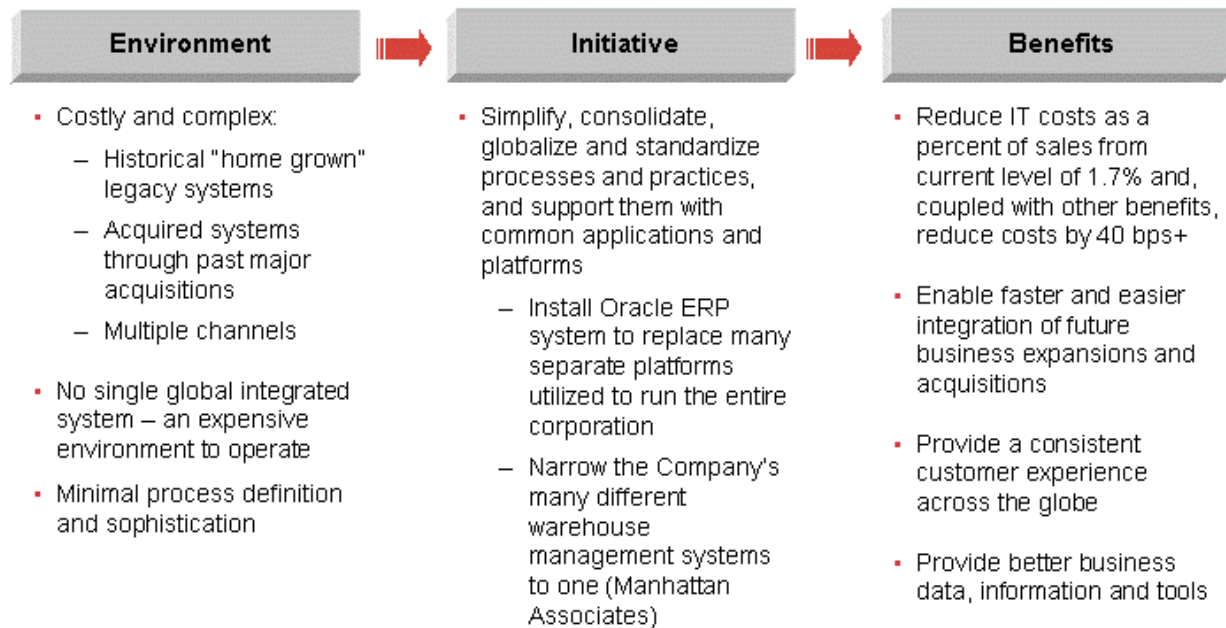 Environment
Initiative
Benefits
▪ Costly and complex:
– Historical "home grown"
legacy systems
– Acquired systems
through past major
acquisitions
– Multiple channels
▪ No single global integrated
system – an expensive
environment to operate
▪ Minimal process definition
and sophistication
▪ Simplify, consolidate,
globalize and standardize
processes and practices,
and support them with
common applications and
platforms
– Install Oracle ERP
system to replace many
separate platforms
utilized to run the entire
corporation
– Narrow the Company's
many different
warehouse
management systems
to one (Manhattan
Associates)
▪ Reduce IT costs as a
percent of sales from
current level of 1.7% and,
coupled with other benefits,
reduce costs by 40 bps+
▪ Enable faster and easier
integration of future
business expansions and
acquisitions
▪ Provide a consistent
customer experience
across the globe
▪ Provide better business
data, information and tools